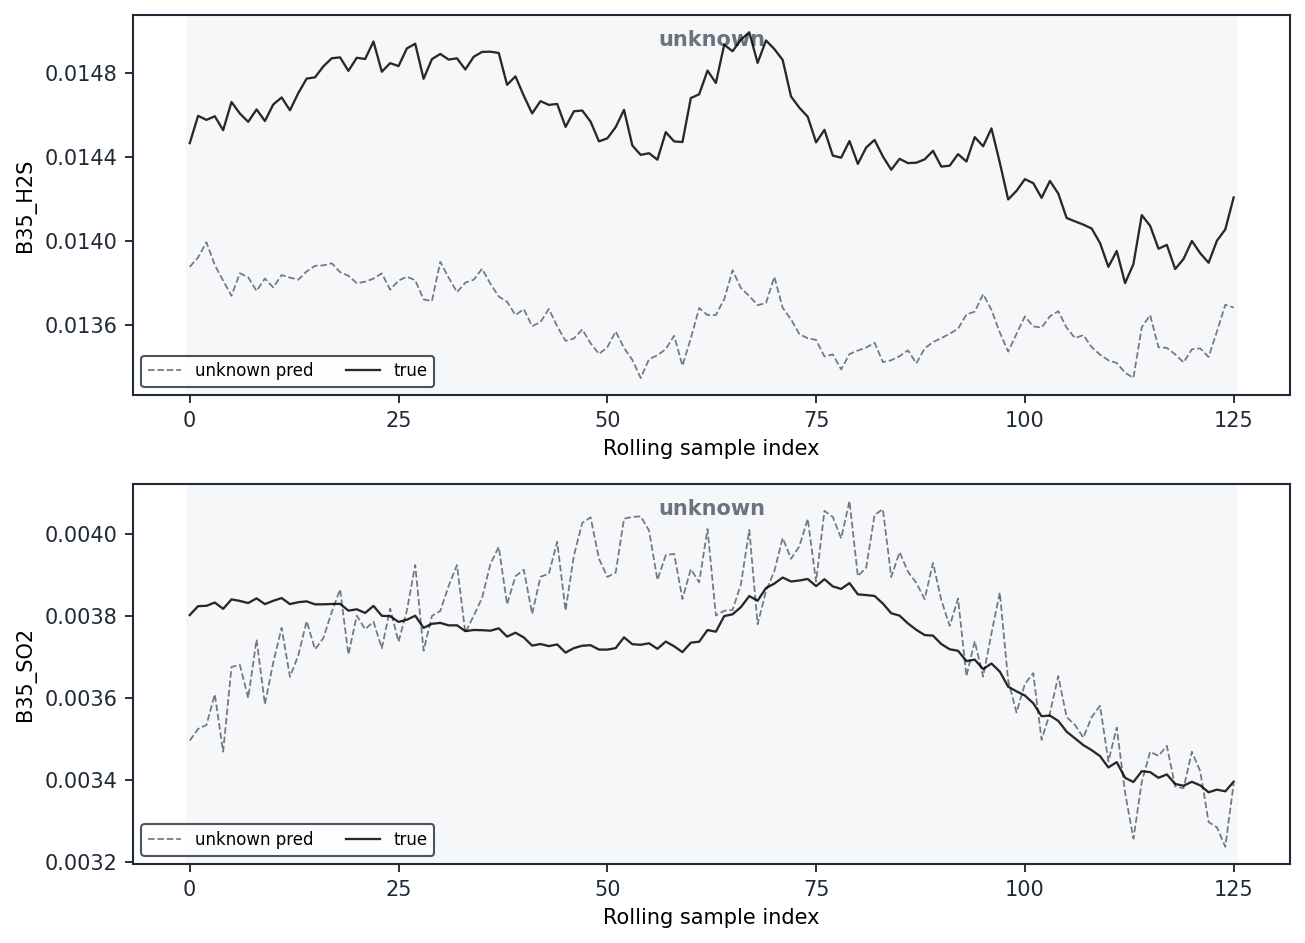 unknown
0.0148
0.0144
0.0140
0.0136
B35_H2S
unknown pred true
0 25 50 75 100 125
Rolling sample index
unknown
0.0040
0.0038
0.0036
0.0034
0.0032
B35_SO2
unknown pred true
0 25 50 75 100 125
Rolling sample index